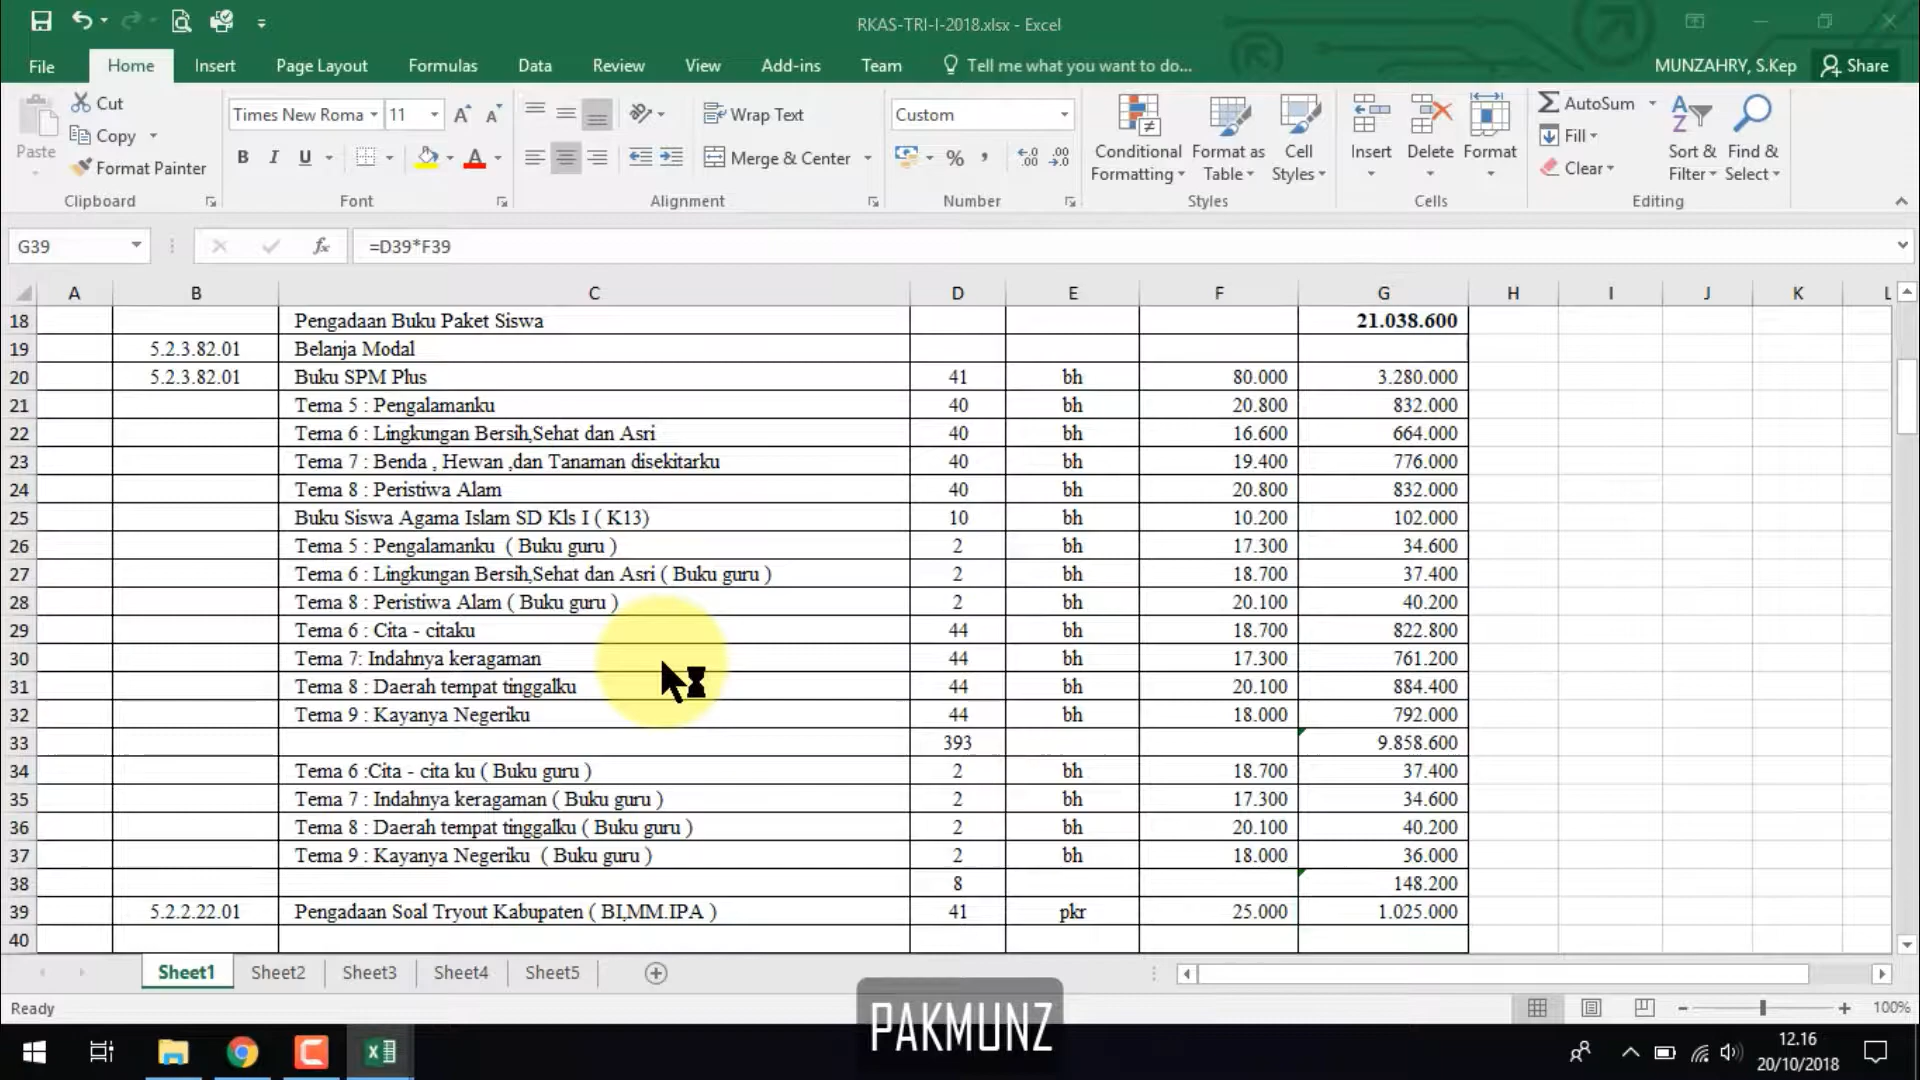 RKAS-TRI-I-2018.xlsx - Excel
File Home Insert Page Layout Formulas Data Review View Add-ins Team Tell me what you want to do... MUNZAHRY, S.Kep Share
Paste
Cut
Copy
Format Painter
Clipboard
Times New Roma 11
B I U
Font
Wrap Text
Merge & Center
Alignment
Custom
%
Number
Conditional Formatting
Format as Table
Cell Styles
Styles
Insert
Delete
Format
Cells
AutoSum
Fill
Clear
Sort & Filter
Find & Select
Editing
G39 fx =D39*F39
A B C D E F G H I J K L
18 Pengadaan Buku Paket Siswa 21.038.600
19 5.2.3.82.01 Belanja Modal
20 5.2.3.82.01 Buku SPM Plus 41 bh 80.000 3.280.000
21 Tema 5 : Pengalamanku 40 bh 20.800 832.000
22 Tema 6 : Lingkungan Bersih,Sehat dan Asri 40 bh 16.600 664.000
23 Tema 7 : Benda , Hewan ,dan Tanaman disekitarku 40 bh 19.400 776.000
24 Tema 8 : Peristiwa Alam 40 bh 20.800 832.000
25 Buku Siswa Agama Islam SD Kls I ( K13) 10 bh 10.200 102.000
26 Tema 5 : Pengalamanku ( Buku guru ) 2 bh 17.300 34.600
27 Tema 6 : Lingkungan Bersih,Sehat dan Asri ( Buku guru ) 2 bh 18.700 37.400
28 Tema 8 : Peristiwa Alam ( Buku guru ) 2 bh 20.100 40.200
29 Tema 6 : Cita - citaku 44 bh 18.700 822.800
30 Tema 7: Indahnya keragaman 44 bh 17.300 761.200
31 Tema 8 : Daerah tempat tinggalku 44 bh 20.100 884.400
32 Tema 9 : Kayanya Negeriku 44 bh 18.000 792.000
33 393 9.858.600
34 Tema 6 :Cita - cita ku ( Buku guru ) 2 bh 18.700 37.400
35 Tema 7 : Indahnya keragaman ( Buku guru ) 2 bh 17.300 34.600
36 Tema 8 : Daerah tempat tinggalku ( Buku guru ) 2 bh 20.100 40.200
37 Tema 9 : Kayanya Negeriku ( Buku guru ) 2 bh 18.000 36.000
38 8 148.200
39 5.2.2.22.01 Pengadaan Soal Tryout Kabupaten ( BI,MM.IPA ) 41 pkr 25.000 1.025.000
40
Sheet1 Sheet2 Sheet3 Sheet4 Sheet5
Ready 100%
PAKMUNZ
12.16
20/10/2018